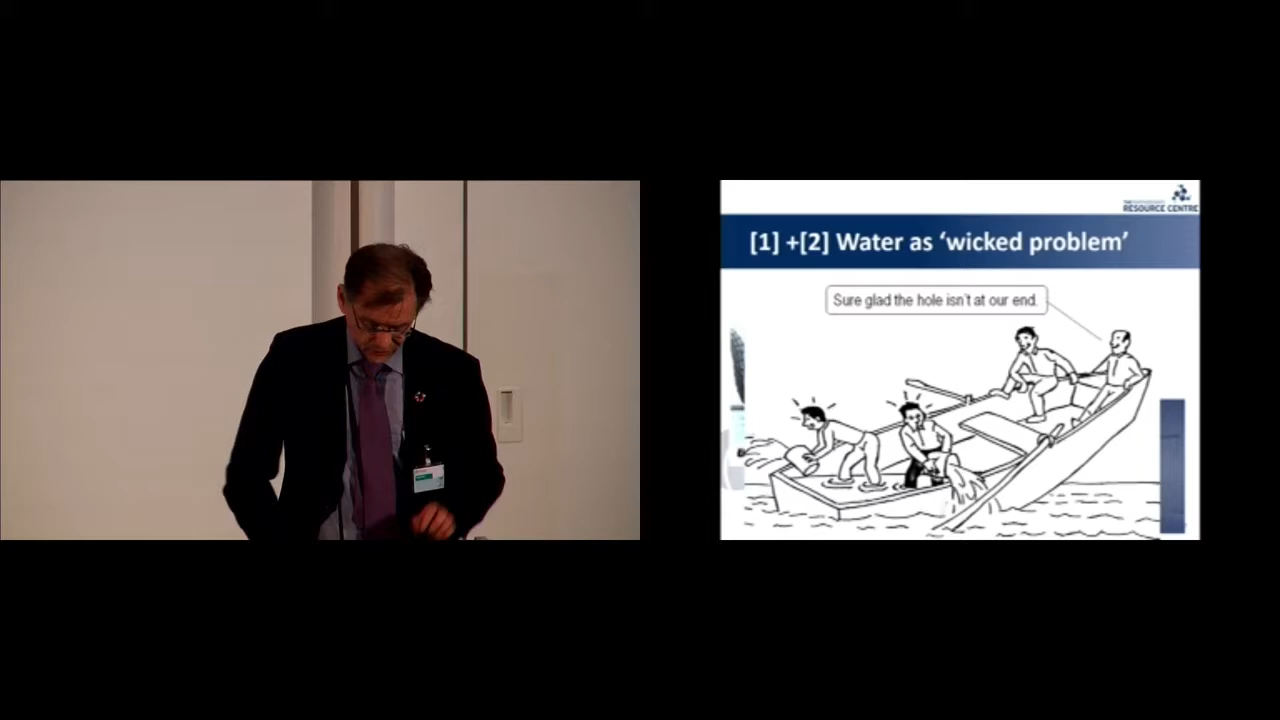 RESOURCE CENTRE
[1] +[2] Water as ‘wicked problem’
Sure glad the hole isn't at our end.